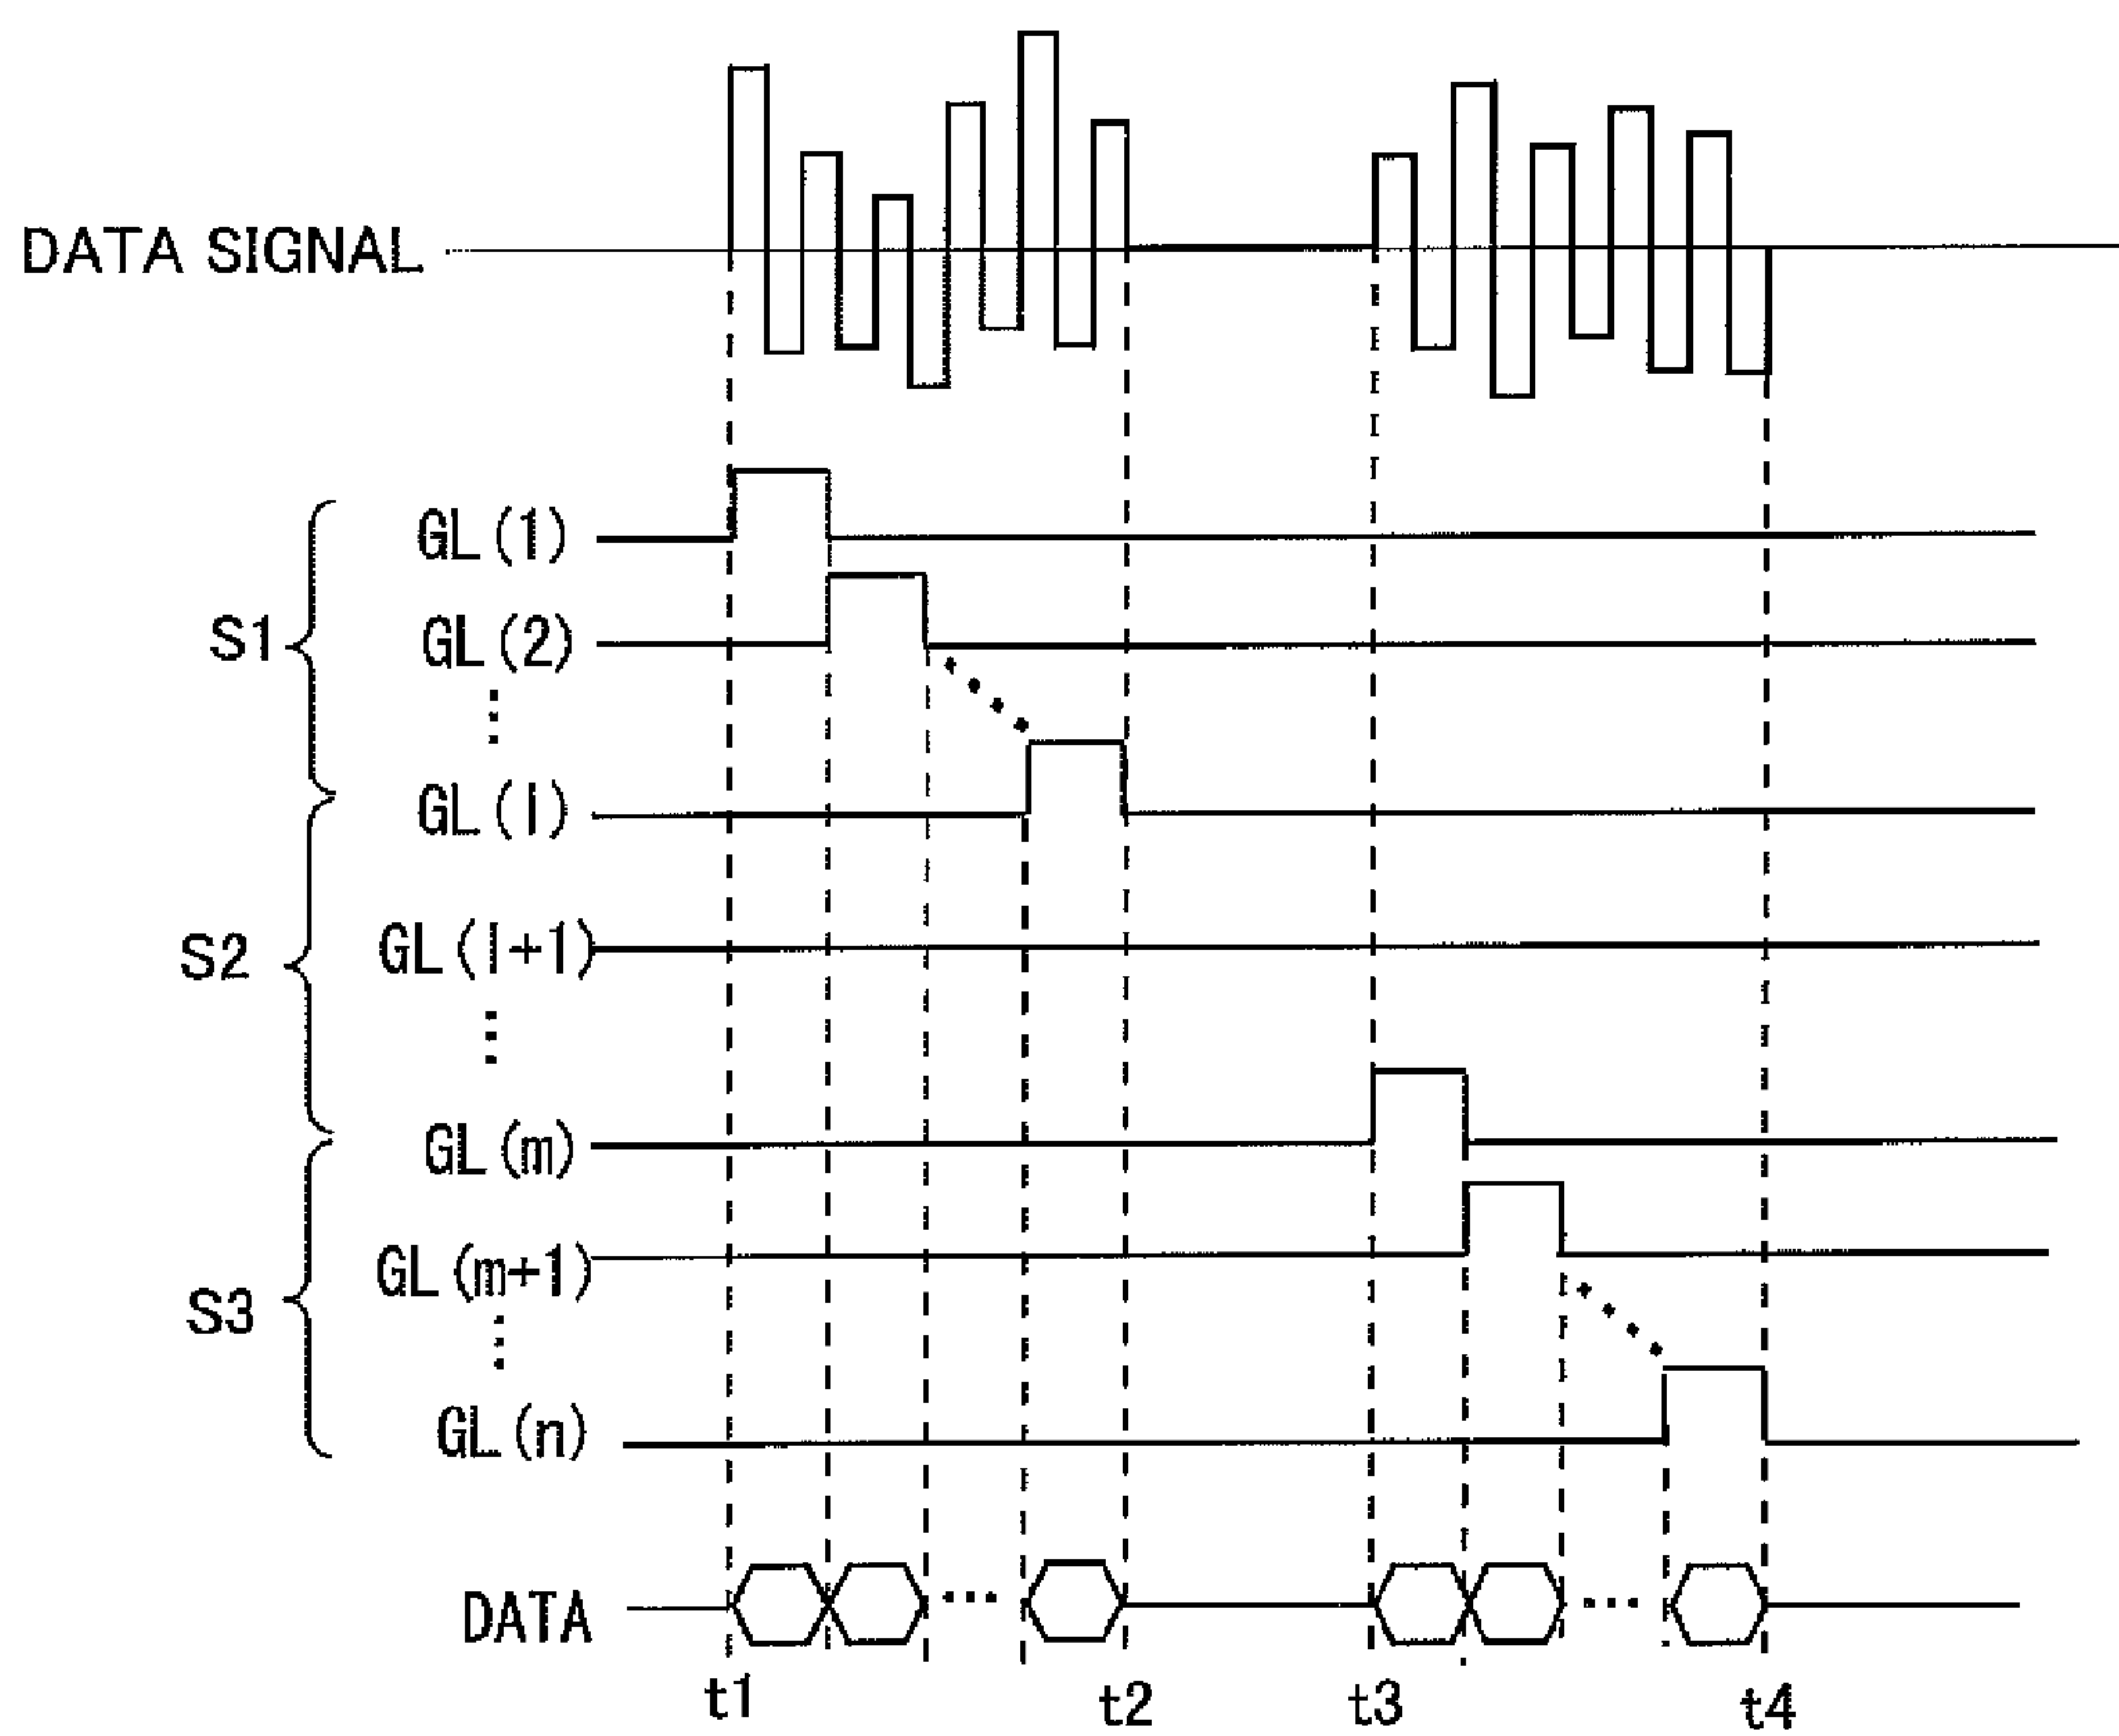 DATA SIGNAL
GL(1)
S1
GL(2)
⋮
GL(l)
S2
GL(l+1)
⋮
GL(m)
GL(m+1)
S3
⋮
GL(n)
...
...
DATA
t1
t2
t3
t4